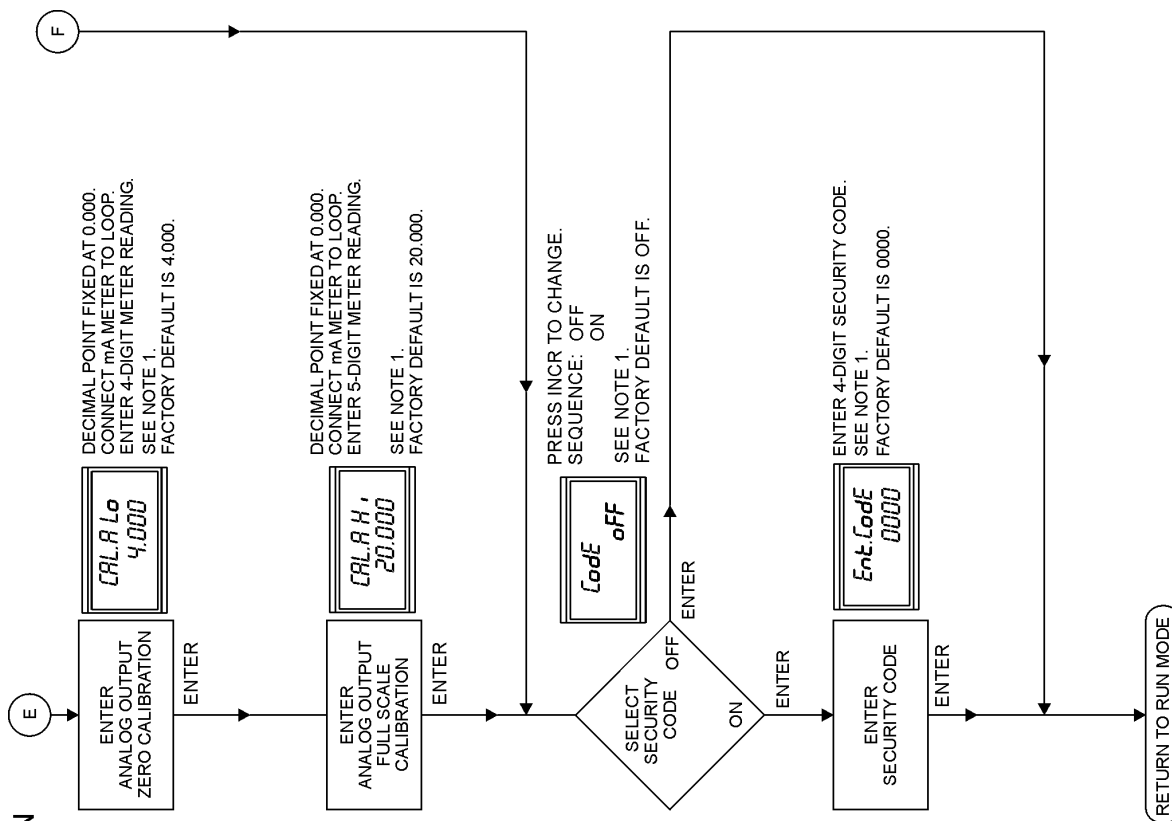 N
E
F
ENTER
ANALOG OUTPUT
ZERO CALIBRATION
CAL.A Lo
4.000
DECIMAL POINT FIXED AT 0.000.
CONNECT mA METER TO LOOP.
ENTER 4-DIGIT METER READING.
SEE NOTE 1.
FACTORY DEFAULT IS 4.000.
ENTER
ENTER
ANALOG OUTPUT
FULL SCALE
CALIBRATION
CAL.A Hi
20.000
DECIMAL POINT FIXED AT 0.000.
CONNECT mA METER TO LOOP.
ENTER 5-DIGIT METER READING.
SEE NOTE 1.
FACTORY DEFAULT IS 20.000.
ENTER
SELECT
SECURITY
CODE
OFF
ON
CodE
oFF
PRESS INCR TO CHANGE.
SEQUENCE: OFF
ON
SEE NOTE 1.
FACTORY DEFAULT IS OFF.
ENTER
ENTER
ENTER
SECURITY CODE
Ent.CodE
0000
ENTER 4-DIGIT SECURITY CODE.
SEE NOTE 1.
FACTORY DEFAULT IS 0000.
ENTER
RETURN TO RUN MODE